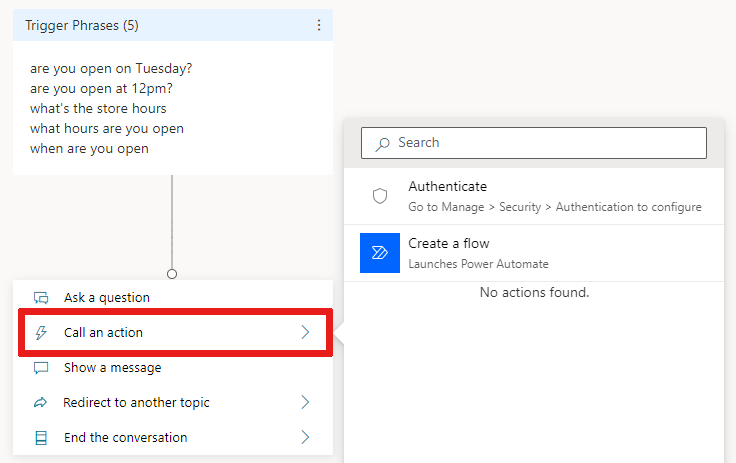 Trigger Phrases (5)
are you open on Tuesday?
are you open at 12pm?
what's the store hours
what hours are you open
when are you open
Ask a question
Call an action
Show a message
Redirect to another topic
End the conversation
Search
Authenticate
Go to Manage > Security > Authentication to configure
Create a flow
Launches Power Automate
No actions found.